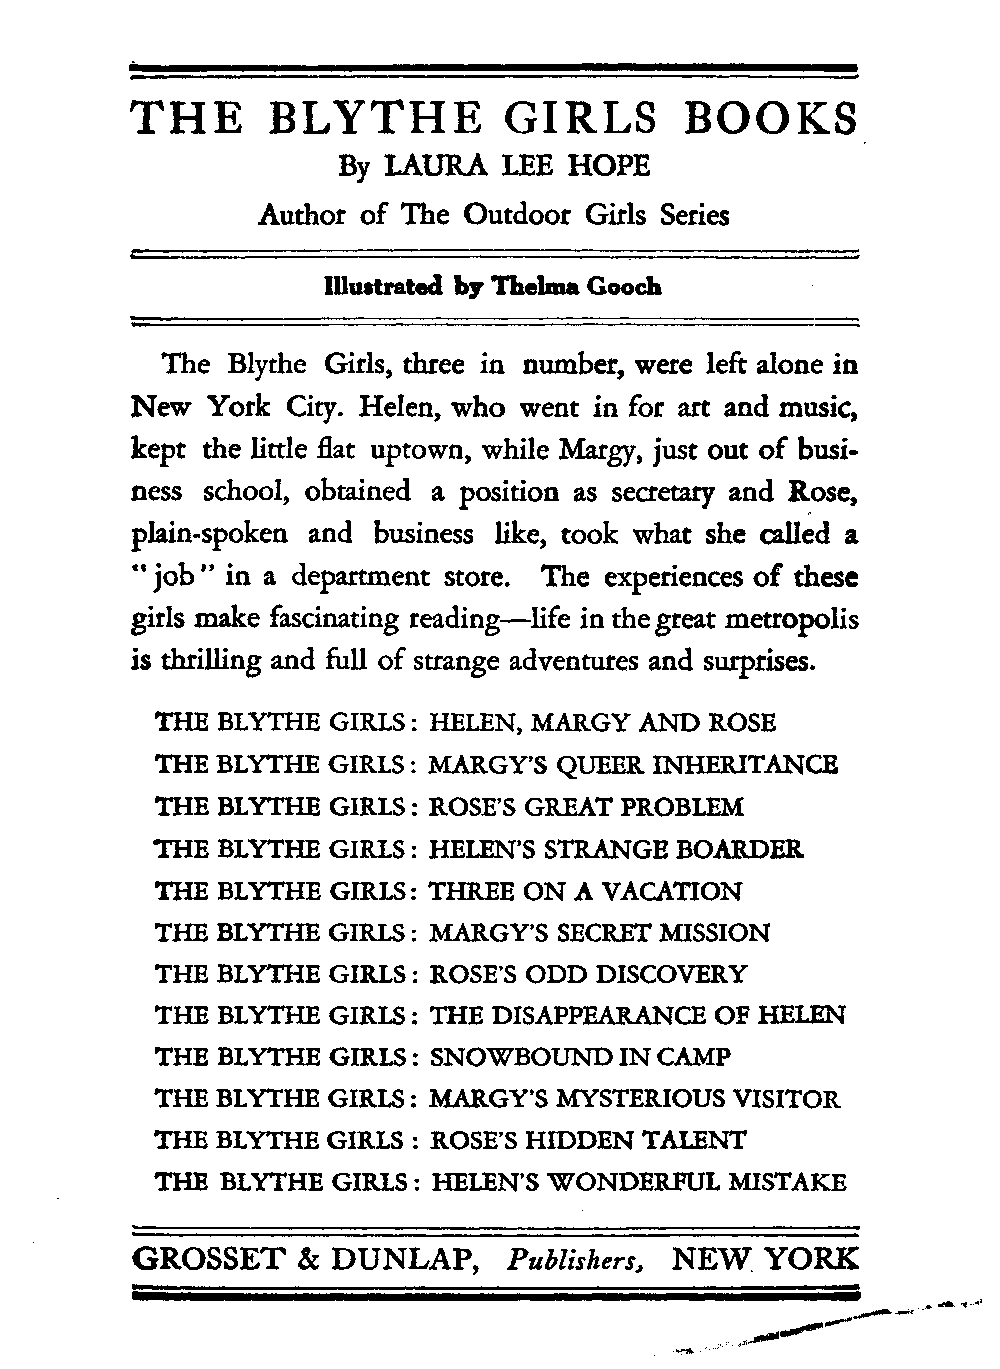 THE BLYTHE GIRLS BOOKS
By LAURA LEE HOPE
Author of The Outdoor Girls Series
Illustrated by Thelma Gooch
The Blythe Girls, three in number, were left alone in
New York City. Helen, who went in for art and music,
kept the little flat uptown, while Margy, just out of busi-
ness school, obtained a position as secretary and Rose,
plain-spoken and business like, took what she called a
"job" in a department store. The experiences of these
girls make fascinating reading—life in the great metropolis
is thrilling and full of strange adventures and surprises.
THE BLYTHE GIRLS: HELEN, MARGY AND ROSE
THE BLYTHE GIRLS: MARGY'S QUEER INHERITANCE
THE BLYTHE GIRLS: ROSE'S GREAT PROBLEM
THE BLYTHE GIRLS: HELEN'S STRANGE BOARDER
THE BLYTHE GIRLS: THREE ON A VACATION
THE BLYTHE GIRLS: MARGY'S SECRET MISSION
THE BLYTHE GIRLS: ROSE'S ODD DISCOVERY
THE BLYTHE GIRLS: THE DISAPPEARANCE OF HELEN
THE BLYTHE GIRLS: SNOWBOUND IN CAMP
THE BLYTHE GIRLS: MARGY'S MYSTERIOUS VISITOR
THE BLYTHE GIRLS: ROSE'S HIDDEN TALENT
THE BLYTHE GIRLS: HELEN'S WONDERFUL MISTAKE
GROSSET & DUNLAP, Publishers, NEW YORK